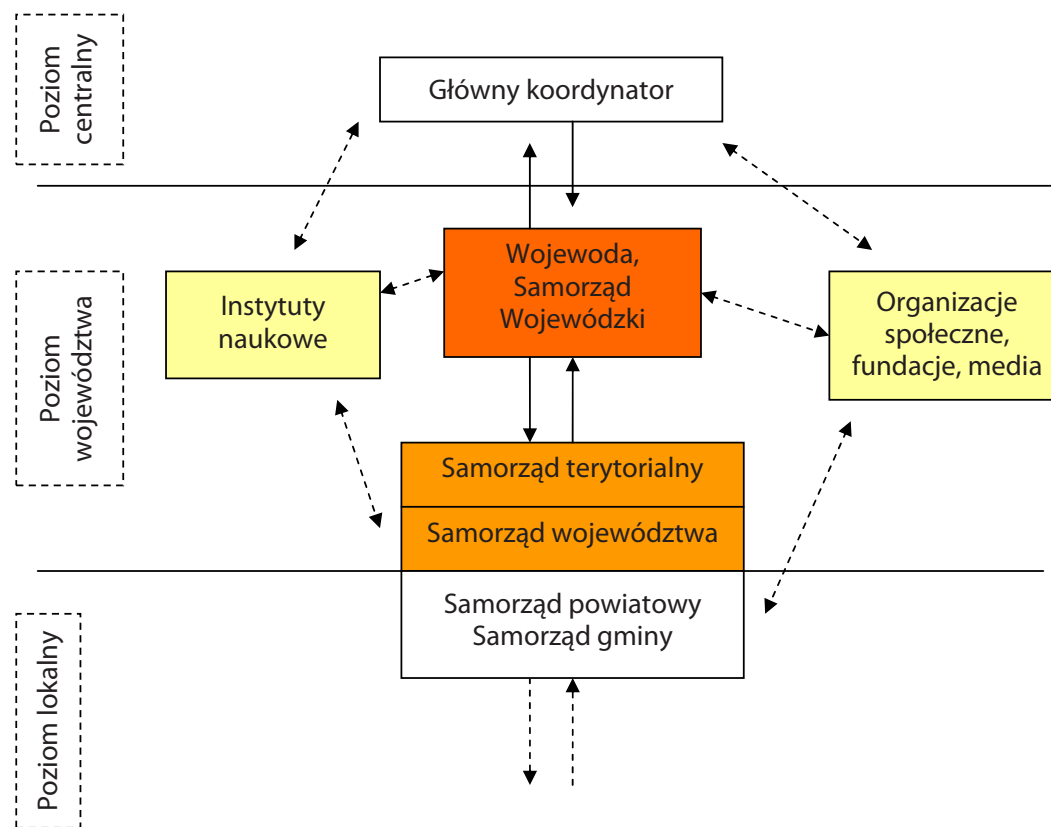 Poziom
centralny
Główny koordynator
Poziom
województwa
Instytuty
naukowe
Wojewoda,
Samorząd
Wojewódzki
Organizacje
społeczne,
fundacje, media
Samorząd terytorialny
Samorząd województwa
Poziom lokalny
Samorząd powiatowy
Samorząd gminy